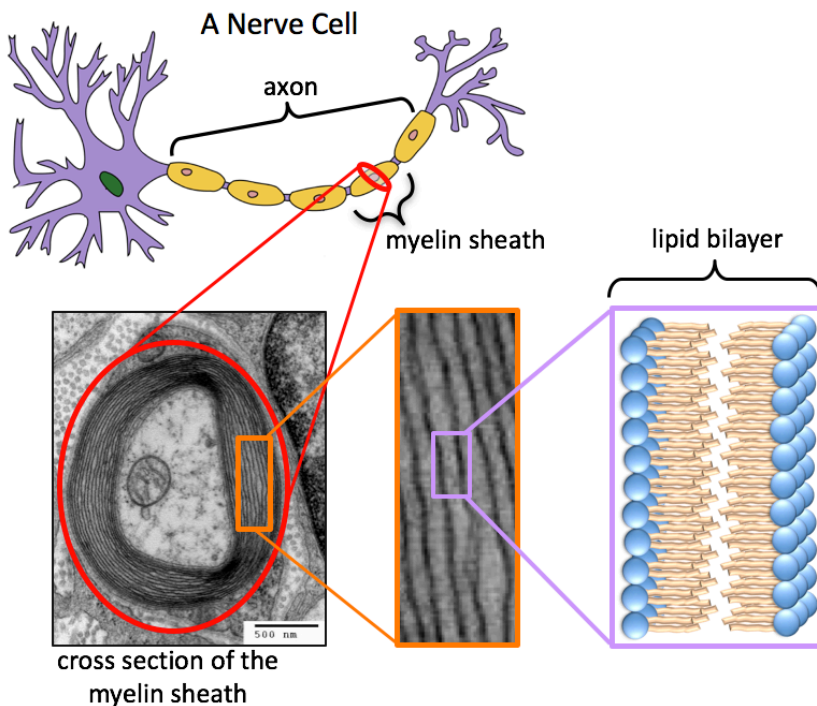 A Nerve Cell
axon
myelin sheath
lipid bilayer
500 nm
cross section of the
myelin sheath